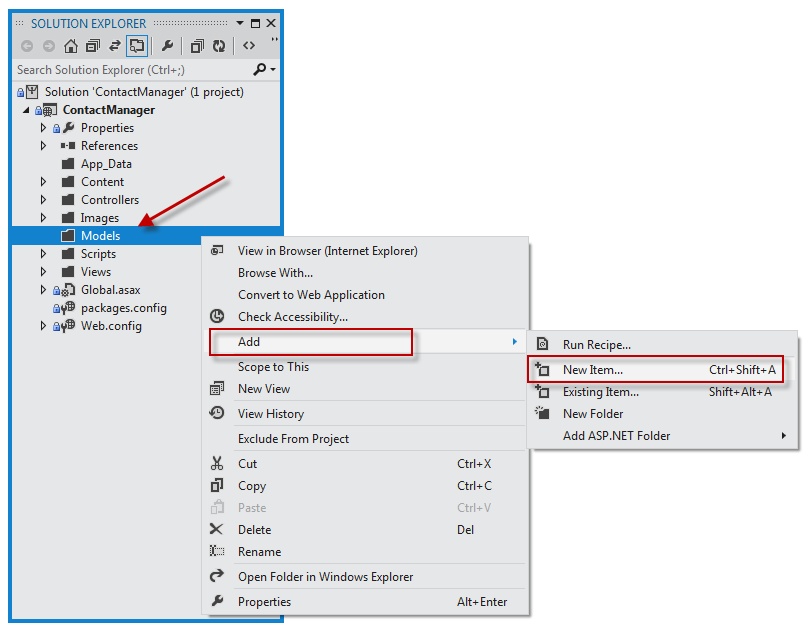 SOLUTION EXPLORER
Search Solution Explorer (Ctrl+;)
Solution 'ContactManager' (1 project)
ContactManager
Properties
References
App_Data
Content
Controllers
Images
Models
Scripts
Views
Global.asax
packages.config
Web.config
View in Browser (Internet Explorer)
Browse With...
Convert to Web Application
Check Accessibility...
Add
Scope to This
New View
View History
Exclude From Project
Cut Ctrl+X
Copy Ctrl+C
Paste Ctrl+V
Delete Del
Rename
Open Folder in Windows Explorer
Properties Alt+Enter
Run Recipe...
New Item... Ctrl+Shift+A
Existing Item... Shift+Alt+A
New Folder
Add ASP.NET Folder